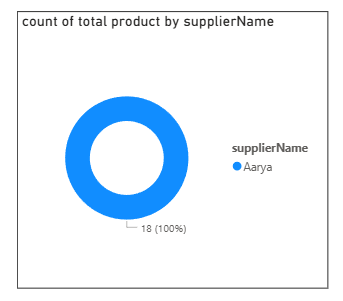 count of total product by supplierName
supplierName
Aarya
18 (100%)